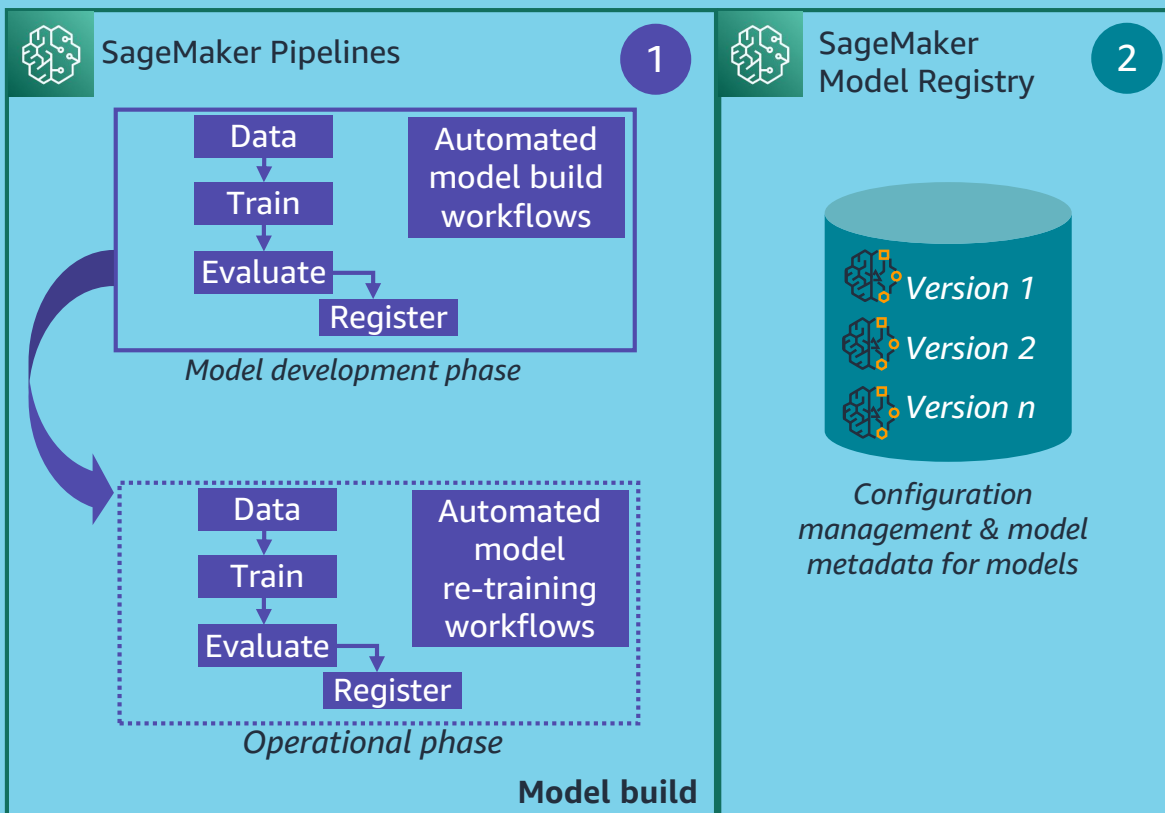 SageMaker Pipelines
1
Data
Train
Evaluate
Register
Automated
model build
workflows
Model development phase
Data
Train
Evaluate
Register
Automated
model
re-training
workflows
Operational phase
Model build
SageMaker
Model Registry
2
Version 1
Version 2
Version n
Configuration
management & model
metadata for models